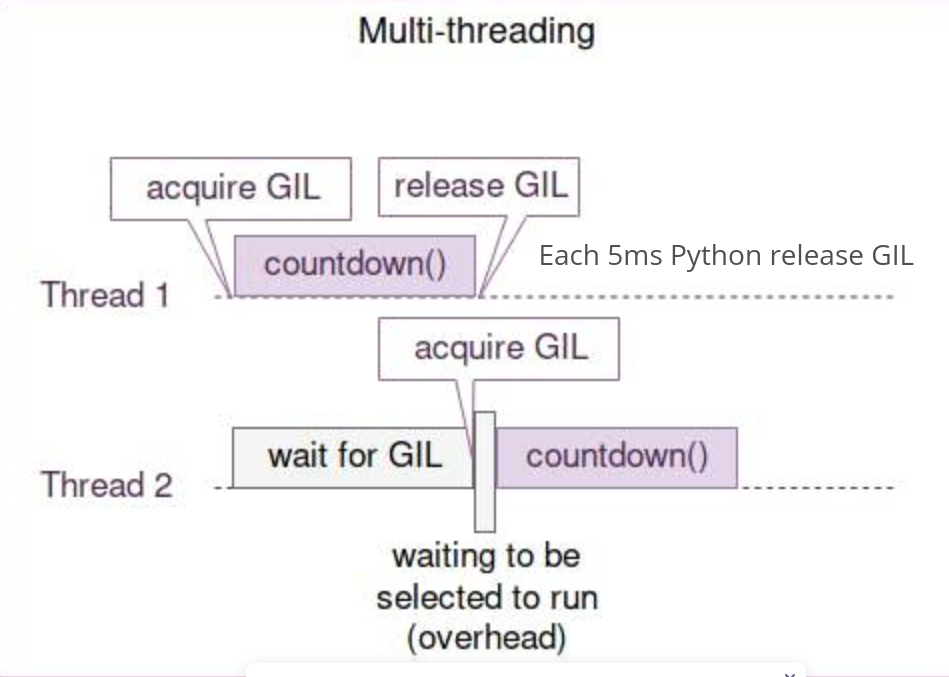 Multi-threading
acquire GIL
release GIL
countdown()
Each 5ms Python release GIL
Thread 1
acquire GIL
wait for GIL
countdown()
Thread 2
waiting to be
selected to run
(overhead)